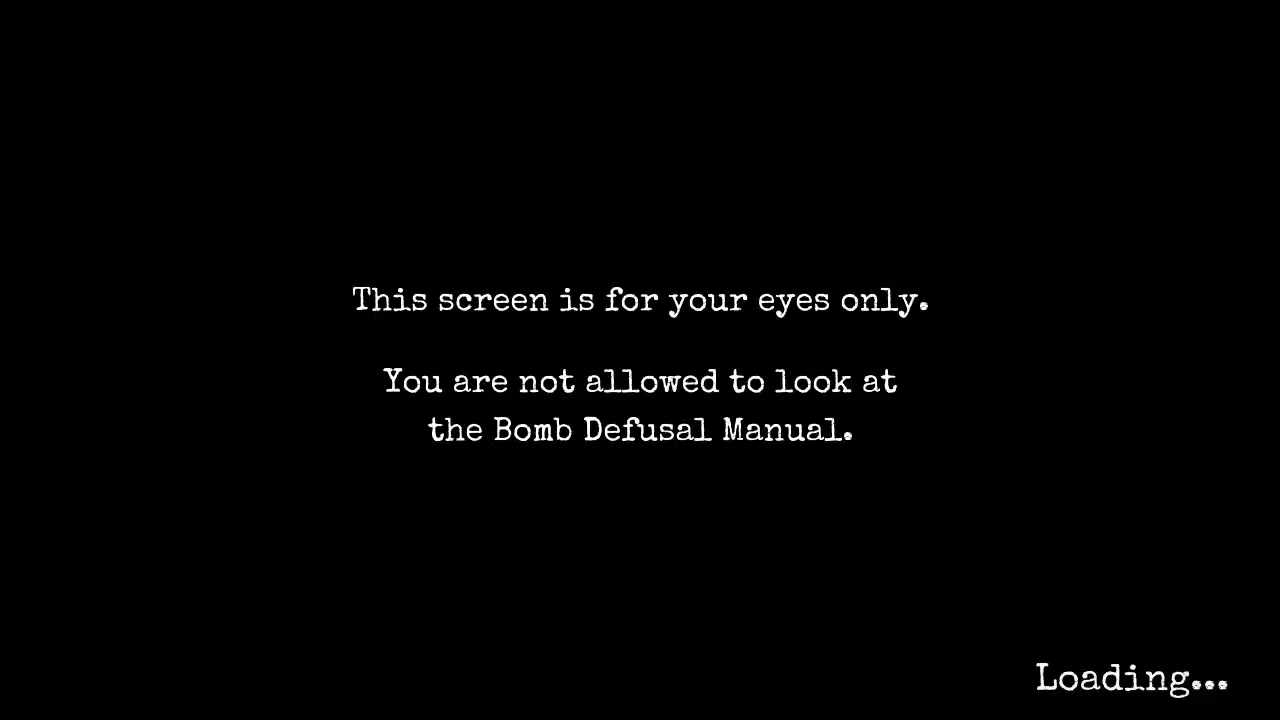 This screen is for your eyes only.
You are not allowed to look at
the Bomb Defusal Manual.
Loading...